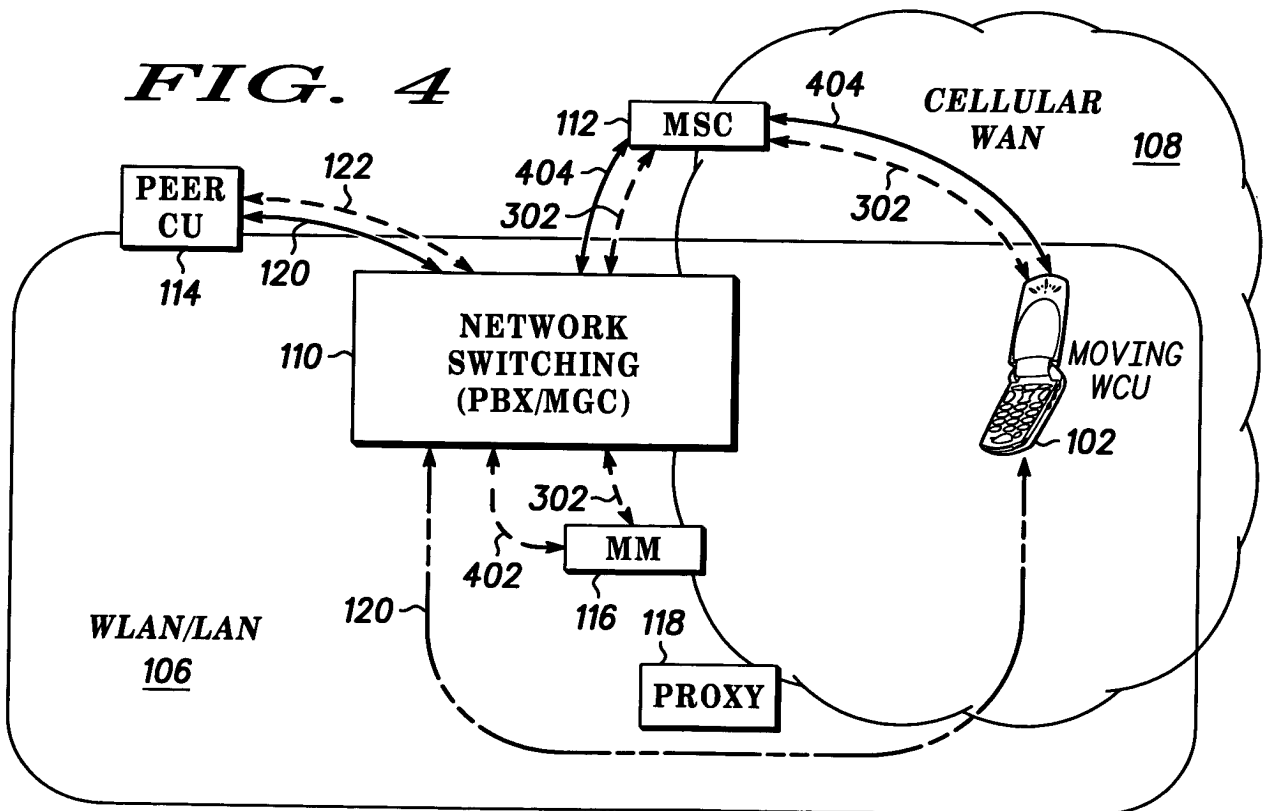 FIG. 4
112
MSC
404
CELLULAR
WAN
108
404
302
302
PEER
CU
122
120
114
110
NETWORK
SWITCHING
(PBX/MGC)
MOVING
WCU
102
302
402
MM
116
120
118
PROXY
WLAN/LAN
106